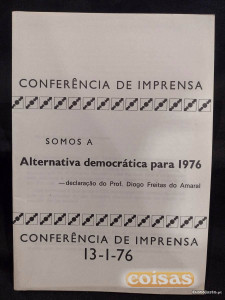 CONFERÊNCIA DE IMPRENSA
SOMOS A
Alternativa democrática para 1976
—declaração do Prof. Diogo Freitas do Amaral
CONFERÊNCIA DE IMPRENSA
13-1-76
coisas